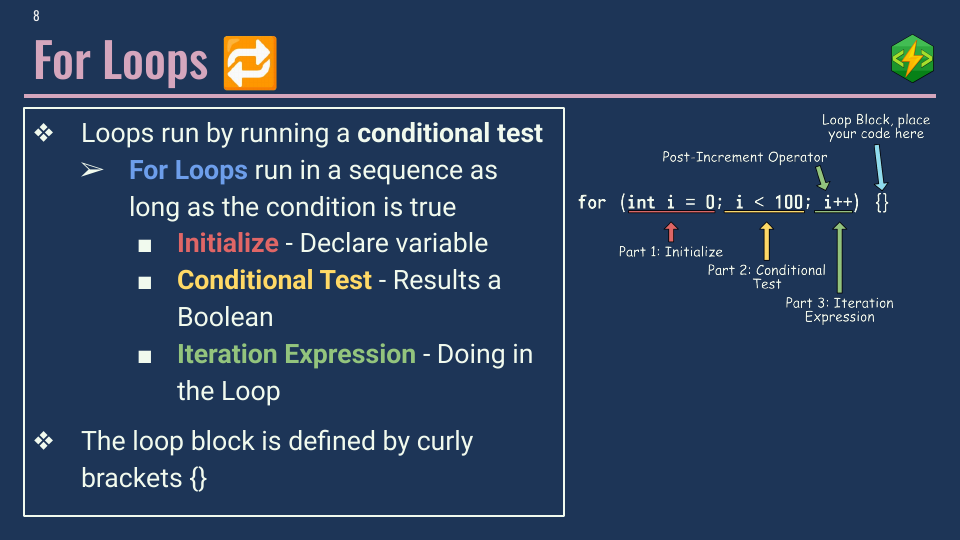 8
For Loops
❖ Loops run by running a conditional test
➢ For Loops run in a sequence as
long as the condition is true
■ Initialize - Declare variable
■ Conditional Test - Results a
Boolean
■ Iteration Expression - Doing in
the Loop
❖ The loop block is defined by curly
brackets {}
Loop Block, place
your code here
Post-Increment Operator
for (int i = 0; i < 100; i++) {}
Part 1: Initialize
Part 2: Conditional
Test
Part 3: Iteration
Expression